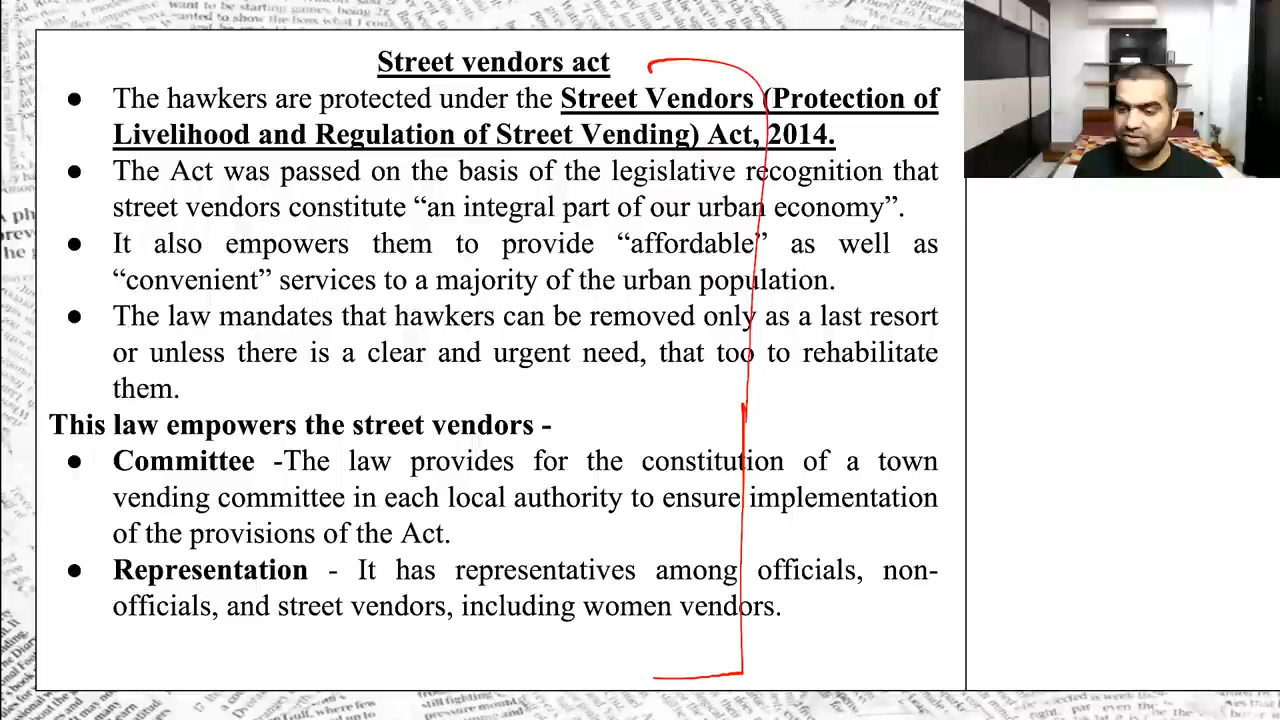 Street vendors act
● The hawkers are protected under the Street Vendors (Protection of
Livelihood and Regulation of Street Vending) Act, 2014.
● The Act was passed on the basis of the legislative recognition that
street vendors constitute “an integral part of our urban economy”.
● It also empowers them to provide “affordable” as well as
“convenient” services to a majority of the urban population.
● The law mandates that hawkers can be removed only as a last resort
or unless there is a clear and urgent need, that too to rehabilitate
them.
This law empowers the street vendors -
● Committee -The law provides for the constitution of a town
vending committee in each local authority to ensure implementation
of the provisions of the Act.
● Representation - It has representatives among officials, non-
officials, and street vendors, including women vendors.